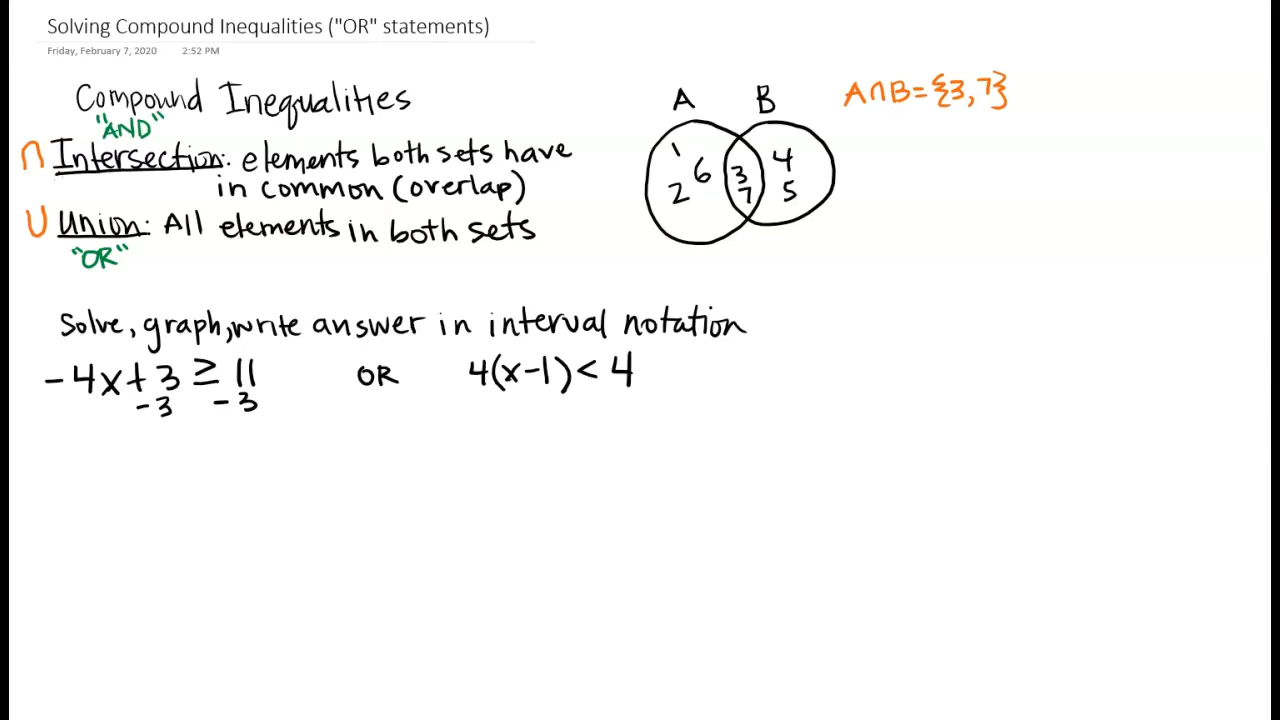 Solving Compound Inequalities ("OR" statements)
Friday, February 7, 2020 2:52 PM
Compound Inequalities
"AND"
∩ Intersection: elements both sets have
in common (overlap)
∪ Union: All elements in both sets
"OR"
A B
1 6 2 3 7 4 5
A∩B={3,7}
Solve, graph, write answer in interval notation
-4x+3 ≥ 11 OR 4(x-1) < 4
-3 -3